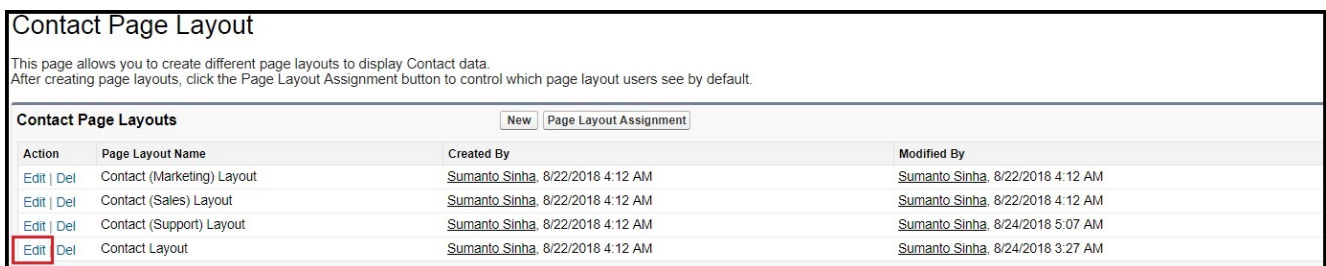 Contact Page Layout
This page allows you to create different page layouts to display Contact data.
After creating page layouts, click the Page Layout Assignment button to control which page layout users see by default.
Contact Page Layouts New Page Layout Assignment
Action Page Layout Name Created By Modified By
Edit | Del Contact (Marketing) Layout Sumanto Sinha, 8/22/2018 4:12 AM Sumanto Sinha, 8/22/2018 4:12 AM
Edit | Del Contact (Sales) Layout Sumanto Sinha, 8/22/2018 4:12 AM Sumanto Sinha, 8/22/2018 4:12 AM
Edit | Del Contact (Support) Layout Sumanto Sinha, 8/22/2018 4:12 AM Sumanto Sinha, 8/24/2018 5:07 AM
Edit | Del Contact Layout Sumanto Sinha, 8/22/2018 4:12 AM Sumanto Sinha, 8/24/2018 3:27 AM